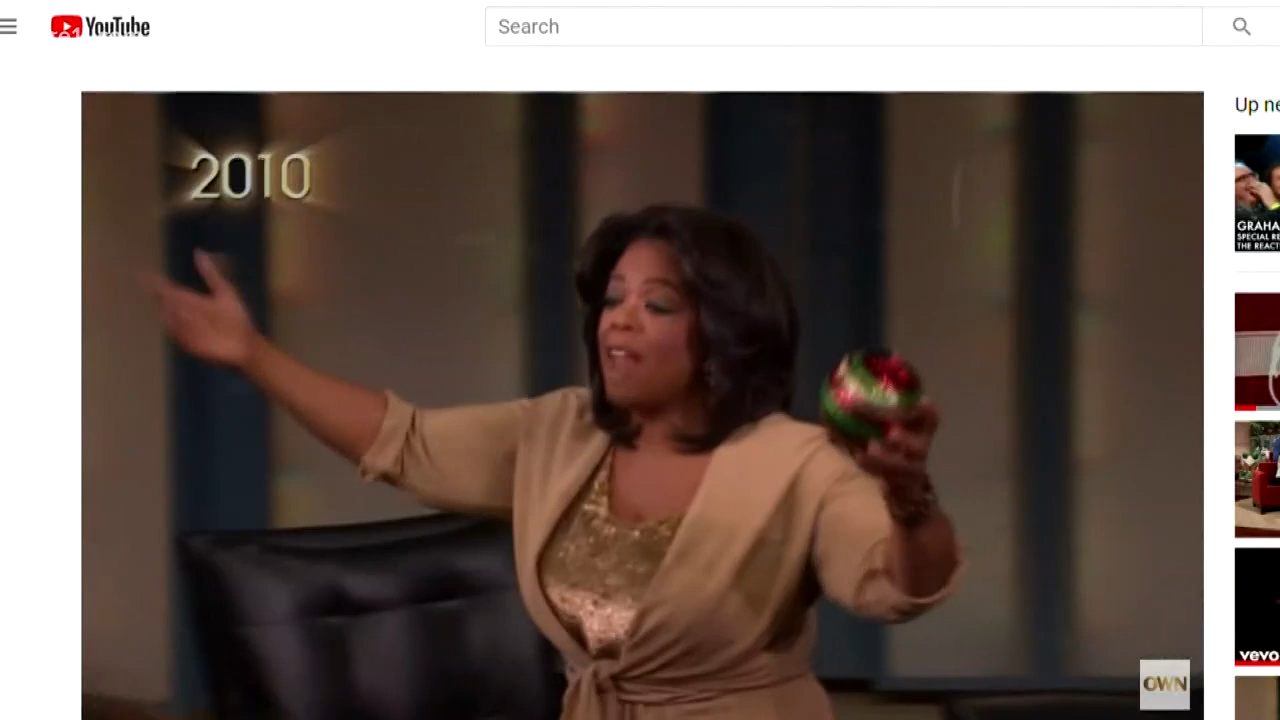 YouTube
Search
Up ne
2010
GRAHA
SPECIAL RE
THE REACT
vevo
OWN